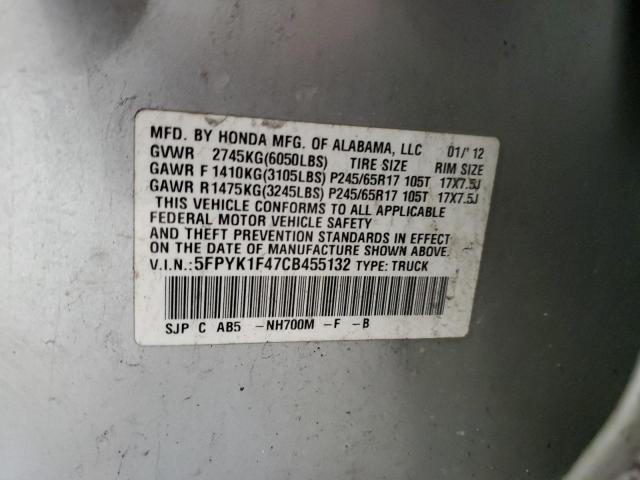 MFD. BY HONDA MFG. OF ALABAMA, LLC 01/'12
GVWR 2745KG(6050LBS) TIRE SIZE RIM SIZE
GAWR F 1410KG(3105LBS) P245/65R17 105T 17X7.5J
GAWR R1475KG(3245LBS) P245/65R17 105T 17X7.5J
THIS VEHICLE CONFORMS TO ALL APPLICABLE
FEDERAL MOTOR VEHICLE SAFETY
AND THEFT PREVENTION STANDARDS IN EFFECT
ON THE DATE OF MANUFACTURE SHOWN ABOVE.
V.I.N.:5FPYK1F47CB455132 TYPE: TRUCK
SJP C AB5 -NH700M -F -B